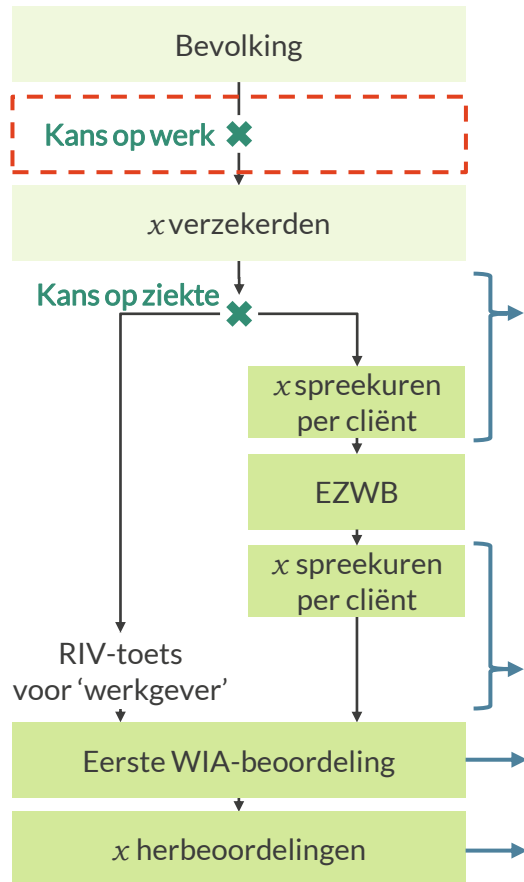 Bevolking
Kans op werk
x verzekerden
Kans op ziekte
x spreekuren
per cliënt
EZWB
x spreekuren
per cliënt
RIV-toets
voor ‘werkgever’
Eerste WIA-beoordeling
x herbeoordelingen